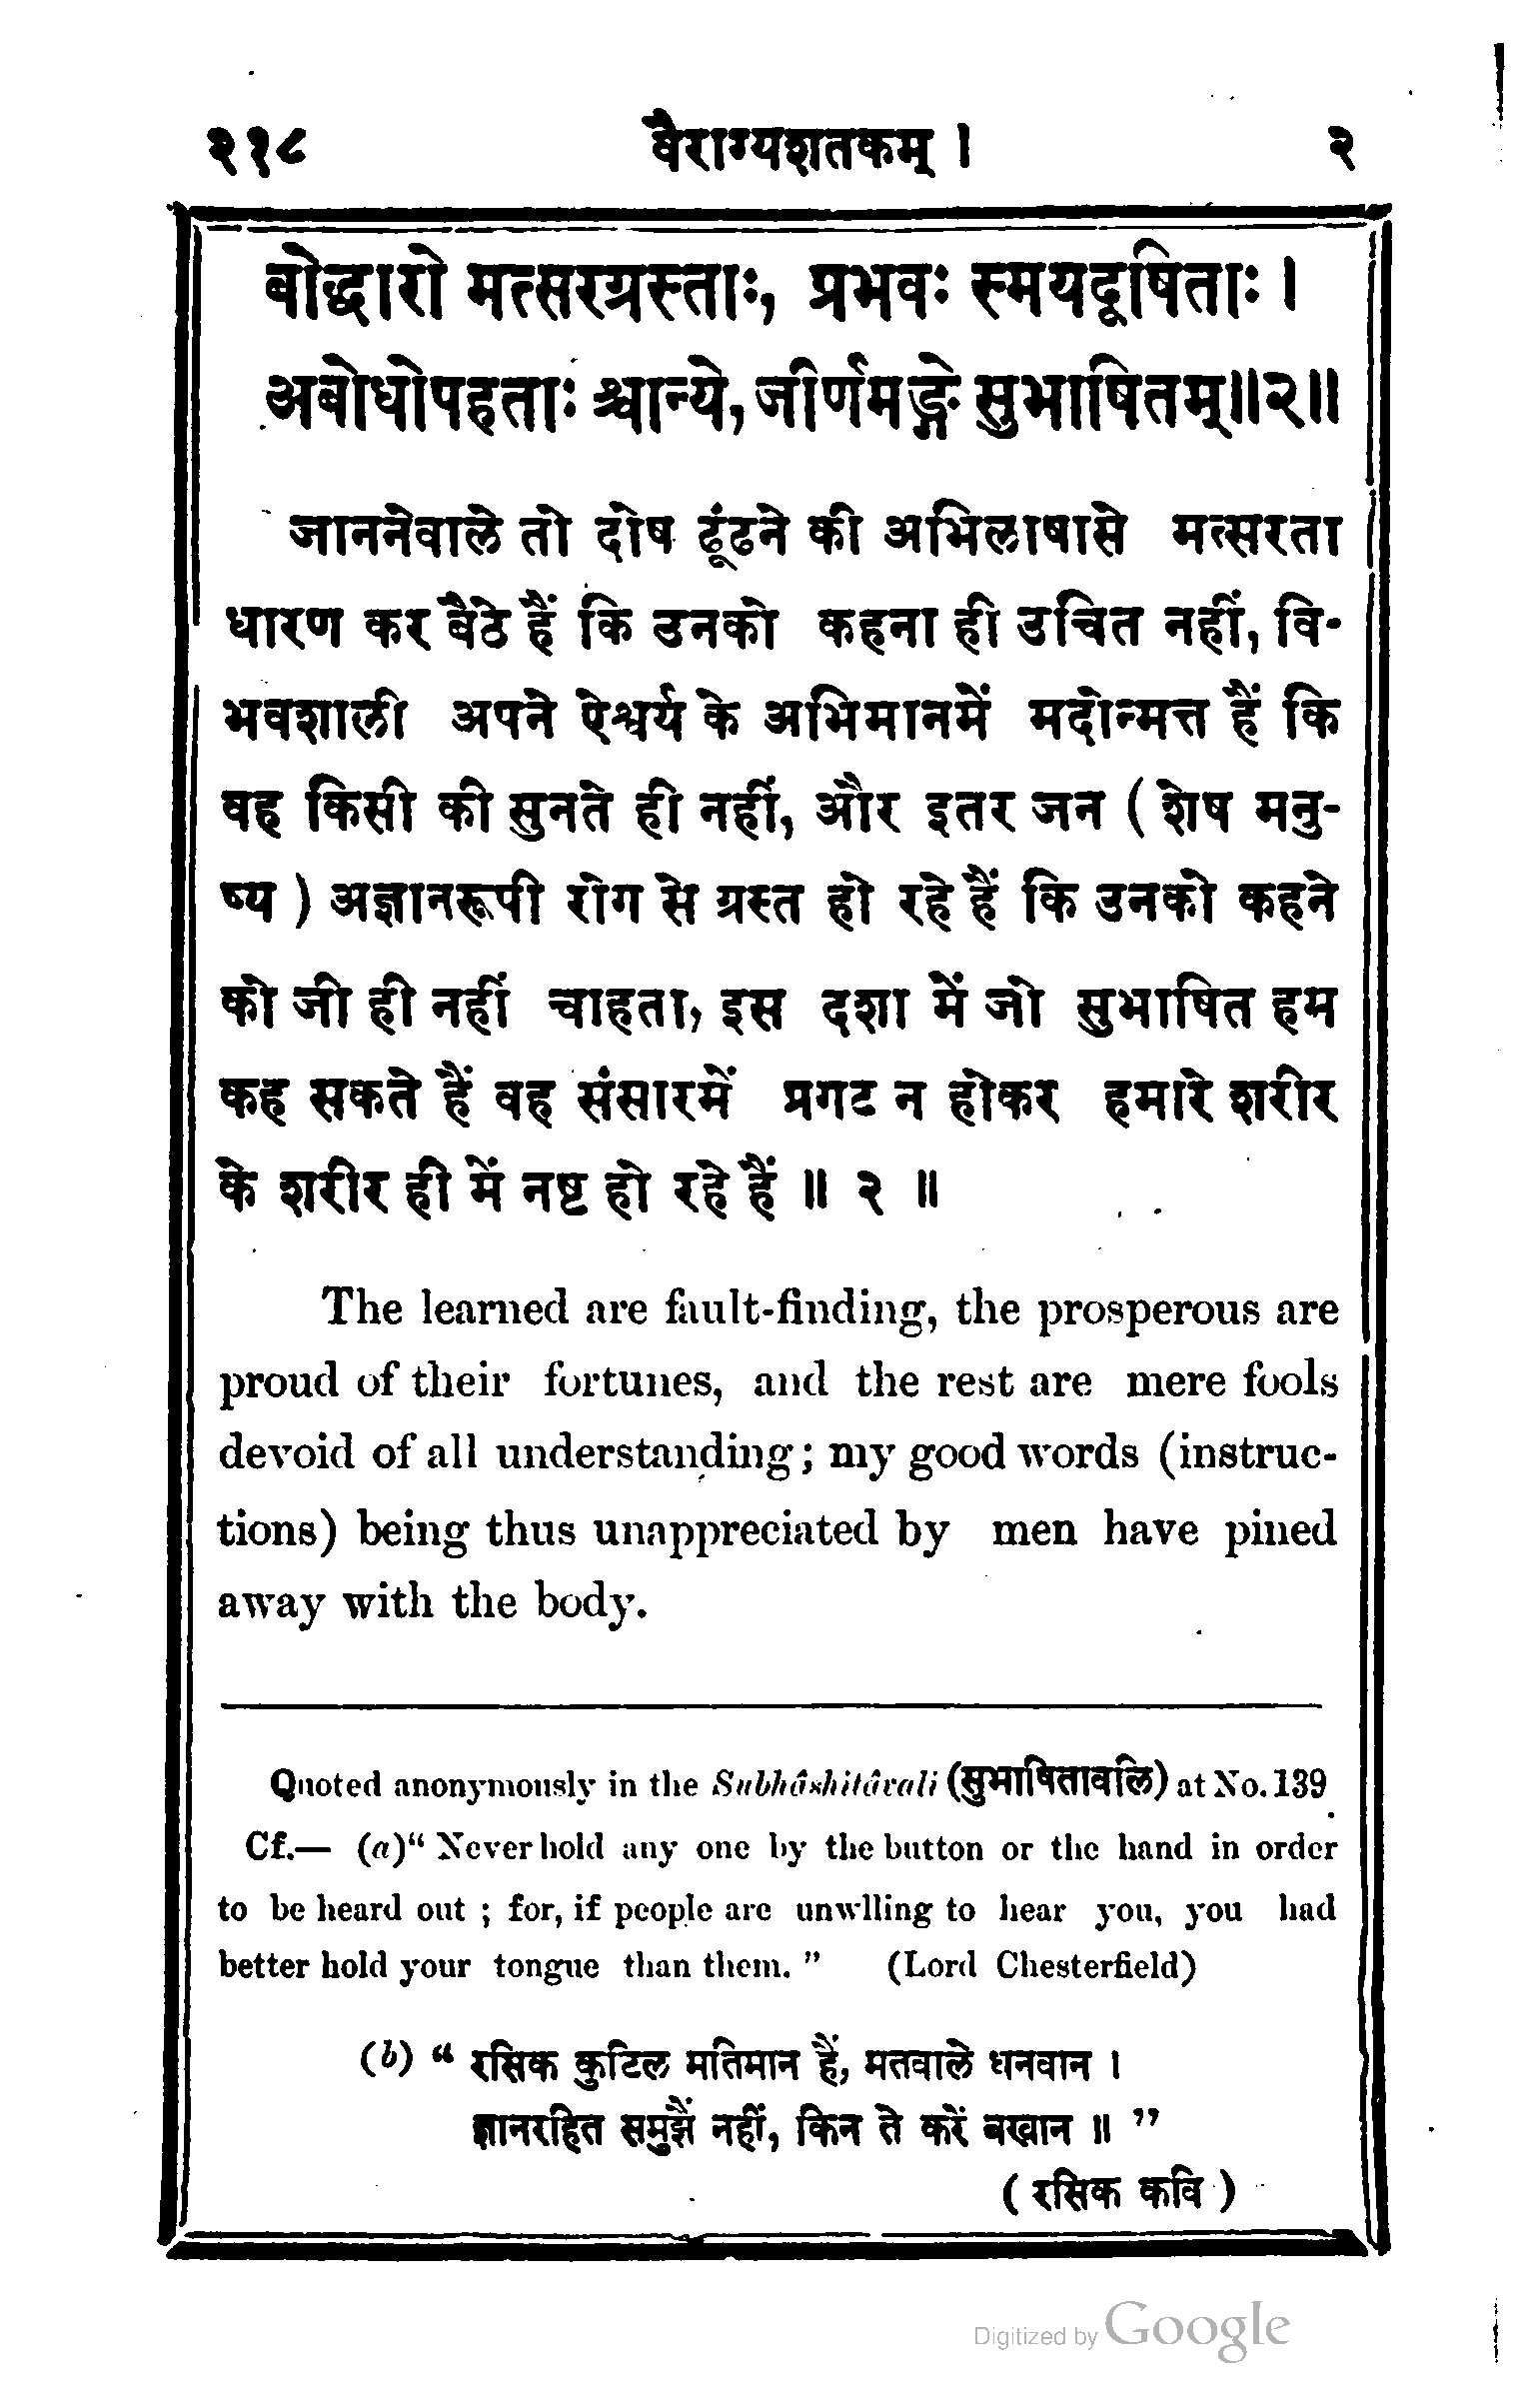 २१८ वैराग्यशतकम् । २
बोद्धारो मत्सरग्रस्ताः, प्रभवः स्मयदूषिताः ।
अबोधोपहताः श्चान्ये, जीर्णमङ्गे सुभाषितम्॥२॥
जाननेवाले तो दोष ढूंढने की अभिलाषासे मत्सरता
धारण कर बैठे हैं कि उनको कहना ही उचित नहीं, वि-
भवशाली अपने ऐश्वर्य के अभिमानमें मदोन्मत्त हैं कि
वह किसी की सुनते ही नहीं, और इतर जन ( शेष मनु-
ष्य ) अज्ञानरूपी रोग से ग्रस्त हो रहे हैं कि उनको कहने
को जी ही नहीं चाहता, इस दशा में जो सुभाषित हम
कह सकते हैं वह संसारमें प्रगट न होकर हमारे शरीर
के शरीर ही में नष्ट हो रहे हैं ॥ २ ॥
The learned are fault-finding, the prosperous are
proud of their fortunes, and the rest are mere fools
devoid of all understanding; my good words (instruc-
tions) being thus unappreciated by men have pined
away with the body.
Quoted anonymously in the Subhâshitâvali (सुभाषितावलि) at No. 139
Cf.— (a) “ Never hold any one by the button or the hand in order
to be heard out ; for, if people are unwlling to hear you, you had
better hold your tongue than them. ” (Lord Chesterfield)
(b) “ रसिक कुटिल मतिमान हैं, मतवाले धनवान ।
ज्ञानरहित समुझैं नहीं, किन ते करें बखान ॥ ”
( रसिक कवि )
Digitized by Google